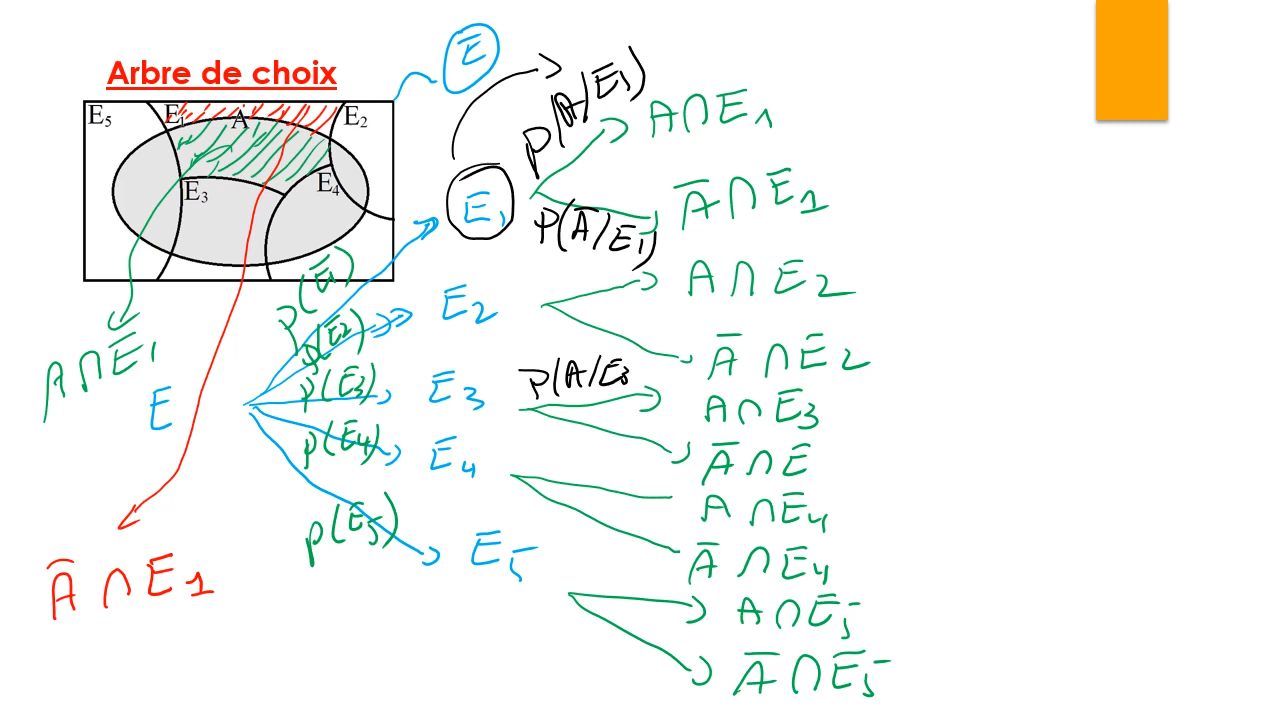 E
Arbre de choix
E5 E1 A E2
E3 E4
P(A/E1)
A∩E1
E1
P(A̅/E1)
A̅∩E1
p(E1)
A∩E2
E2
p(E2)
A∩E1
A̅∩E2
P(A/E3
E
p(E3)
E3
A∩E3
p(E4)
E4
A̅∩E
A∩E4
p(E5)
E5
A̅∩E4
A̅∩E1
A∩E5
A̅∩E5